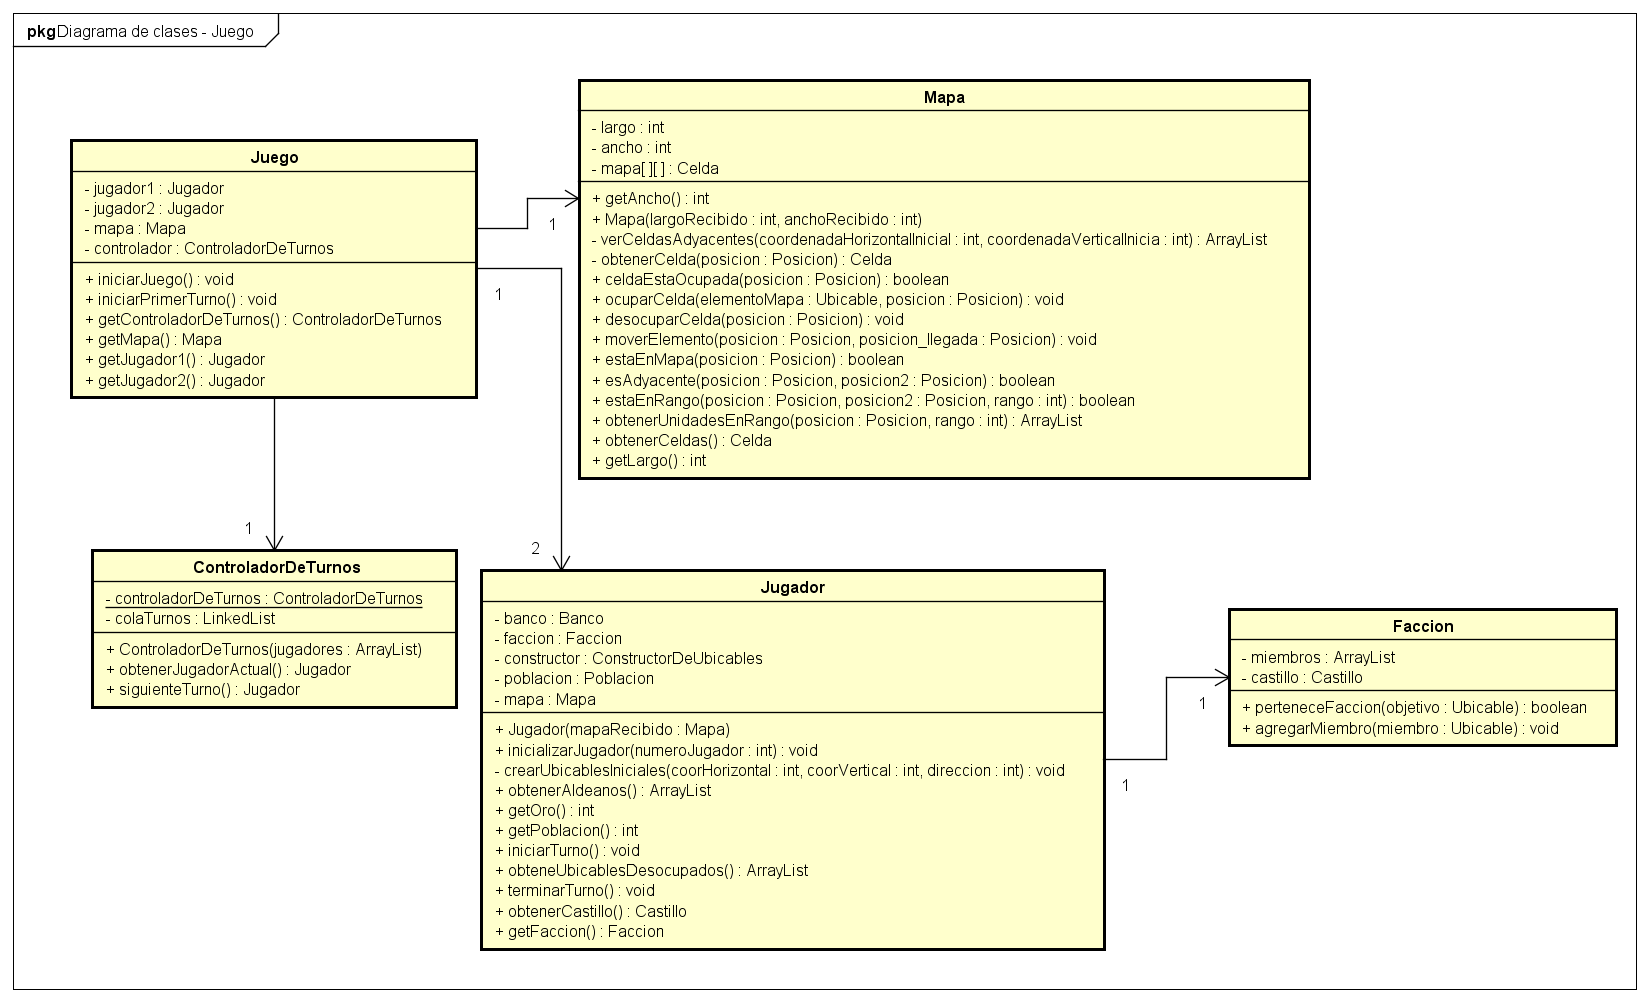 pkg Diagrama de clases - Juego
Mapa
- largo : int
- ancho : int
- mapa[ ][ ] : Celda
+ getAncho() : int
+ Mapa(largoRecibido : int, anchoRecibido : int)
- verCeldasAdyacentes(coordenadaHorizontalInicial : int, coordenadaVerticalInicia : int) : ArrayList
- obtenerCelda(posicion : Posicion) : Celda
+ celdaEstaOcupada(posicion : Posicion) : boolean
+ ocuparCelda(elementoMapa : Ubicable, posicion : Posicion) : void
+ desocuparCelda(posicion : Posicion) : void
+ moverElemento(posicion : Posicion, posicion_llegada : Posicion) : void
+ estaEnMapa(posicion : Posicion) : boolean
+ esAdyacente(posicion : Posicion, posicion2 : Posicion) : boolean
+ estaEnRango(posicion : Posicion, posicion2 : Posicion, rango : int) : boolean
+ obtenerUnidadesEnRango(posicion : Posicion, rango : int) : ArrayList
+ obtenerCeldas() : Celda
+ getLargo() : int
Juego
- jugador1 : Jugador
- jugador2 : Jugador
- mapa : Mapa
- controlador : ControladorDeTurnos
+ iniciarJuego() : void
+ iniciarPrimerTurno() : void
+ getControladorDeTurnos() : ControladorDeTurnos
+ getMapa() : Mapa
+ getJugador1() : Jugador
+ getJugador2() : Jugador
1
1
1
2
ControladorDeTurnos
- controladorDeTurnos : ControladorDeTurnos
- colaTurnos : LinkedList
+ ControladorDeTurnos(jugadores : ArrayList)
+ obtenerJugadorActual() : Jugador
+ siguienteTurno() : Jugador
Jugador
- banco : Banco
- faccion : Faccion
- constructor : ConstructorDeUbicables
- poblacion : Poblacion
- mapa : Mapa
+ Jugador(mapaRecibido : Mapa)
+ inicializarJugador(numeroJugador : int) : void
- crearUbicablesIniciales(coorHorizontal : int, coorVertical : int, direccion : int) : void
+ obtenerAldeanos() : ArrayList
+ getOro() : int
+ getPoblacion() : int
+ iniciarTurno() : void
+ obteneUbicablesDesocupados() : ArrayList
+ terminarTurno() : void
+ obtenerCastillo() : Castillo
+ getFaccion() : Faccion
1
1
Faccion
- miembros : ArrayList
- castillo : Castillo
+ perteneceFaccion(objetivo : Ubicable) : boolean
+ agregarMiembro(miembro : Ubicable) : void